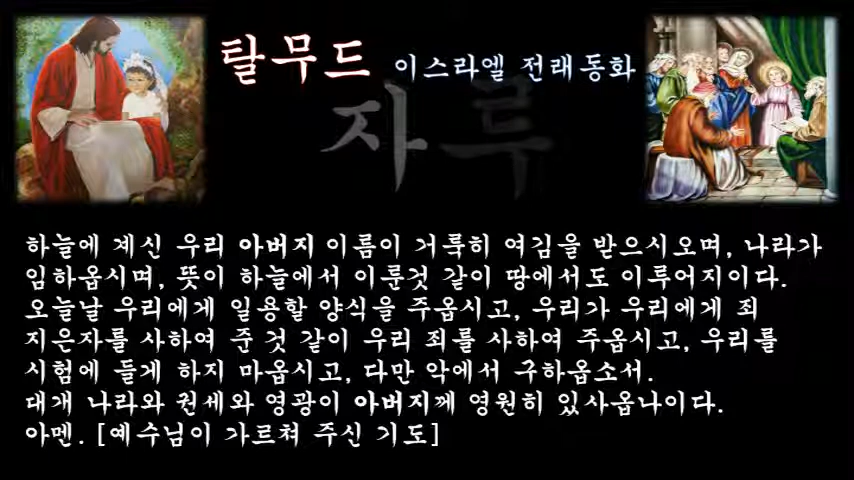 탈무드 이스라엘 전래동화
자루
하늘에 계신 우리 아버지 이름이 거룩히 여김을 받으시오며, 나라가
임하옵시며, 뜻이 하늘에서 이룬것 같이 땅에서도 이루어지이다.
오늘날 우리에게 일용할 양식을 주옵시고, 우리가 우리에게 죄
지은자를 사하여 준 것 같이 우리 죄를 사하여 주옵시고, 우리를
시험에 들게 하지 마옵시고, 다만 악에서 구하옵소서.
대개 나라와 권세와 영광이 아버지께 영원히 있사옵나이다.
아멘. [예수님이 가르쳐 주신 기도]